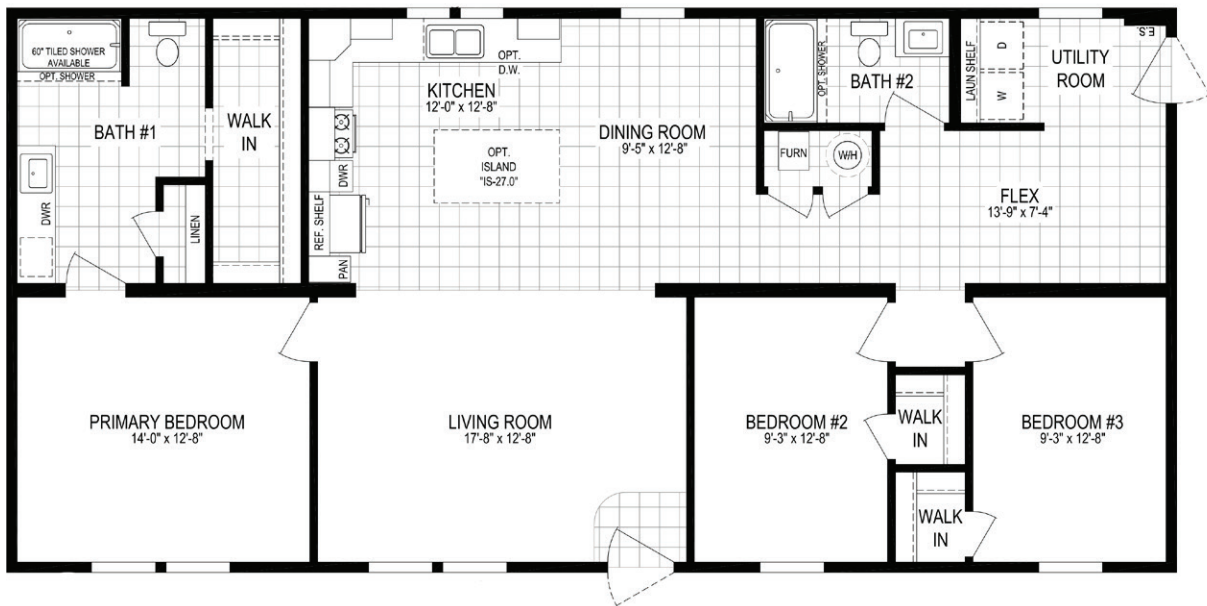 60" TILED SHOWER
AVAILABLE
OPT. SHOWER
BATH #1
DWR
LINEN
WALK
IN
KITCHEN
12'-0" x 12'-8"
OPT.
D.W.
OPT.
ISLAND
"IS-27.0"
DWR
REF. SHELF
PAN
DINING ROOM
9'-5" x 12'-8"
OPT. SHOWER
BATH #2
FURN
W/H
LAUN SHELF
D
W
UTILITY
ROOM
E.S.
FLEX
13'-9" x 7'-4"
PRIMARY BEDROOM
14'-0" x 12'-8"
LIVING ROOM
17'-8" x 12'-8"
BEDROOM #2
9'-3" x 12'-8"
WALK
IN
WALK
IN
BEDROOM #3
9'-3" x 12'-8"